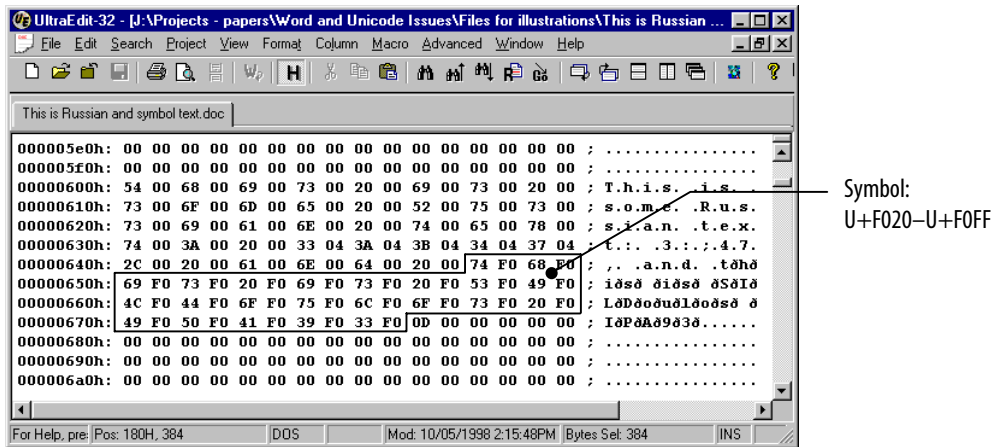 UltraEdit-32 - [J:\Projects - papers\Word and Unicode Issues\Files for illustrations\This is Russian ...
File Edit Search Project View Format Column Macro Advanced Window Help
This is Russian and symbol text.doc
000005e0h: 00 00 00 00 00 00 00 00 00 00 00 00 00 00 00 00 ; ................
000005f0h: 00 00 00 00 00 00 00 00 00 00 00 00 00 00 00 00 ; ................
00000600h: 54 00 68 00 69 00 73 00 20 00 69 00 73 00 20 00 ; T.h.i.s. .i.s. .
00000610h: 73 00 6F 00 6D 00 65 00 20 00 52 00 75 00 73 00 ; s.o.m.e. .R.u.s.
00000620h: 73 00 69 00 61 00 6E 00 20 00 74 00 65 00 78 00 ; s.i.a.n. .t.e.x.
00000630h: 74 00 3A 00 20 00 33 04 3A 04 3B 04 34 04 37 04 ; t.:. .3.:.;.4.7.
00000640h: 2C 00 20 00 61 00 6E 00 64 00 20 00 74 F0 68 F0 ; ,. .a.n.d. .tðhð
00000650h: 69 F0 73 F0 20 F0 69 F0 73 F0 20 F0 53 F0 49 F0 ; iðsð ðiðsð ðSðIð
00000660h: 4C F0 44 F0 6F F0 75 F0 6C F0 6F F0 73 F0 20 F0 ; LðDðoðuðlðoðsð ð
00000670h: 49 F0 50 F0 41 F0 39 F0 33 F0 0D 00 00 00 00 00 ; IðPðAð9ð3ð......
00000680h: 00 00 00 00 00 00 00 00 00 00 00 00 00 00 00 00 ; ................
00000690h: 00 00 00 00 00 00 00 00 00 00 00 00 00 00 00 00 ; ................
000006a0h: 00 00 00 00 00 00 00 00 00 00 00 00 00 00 00 00 ; ................
Symbol:
U+F020–U+F0FF
For Help, pre Pos: 180H, 384 DOS Mod: 10/05/1998 2:15:48PM Bytes Sel: 384 INS